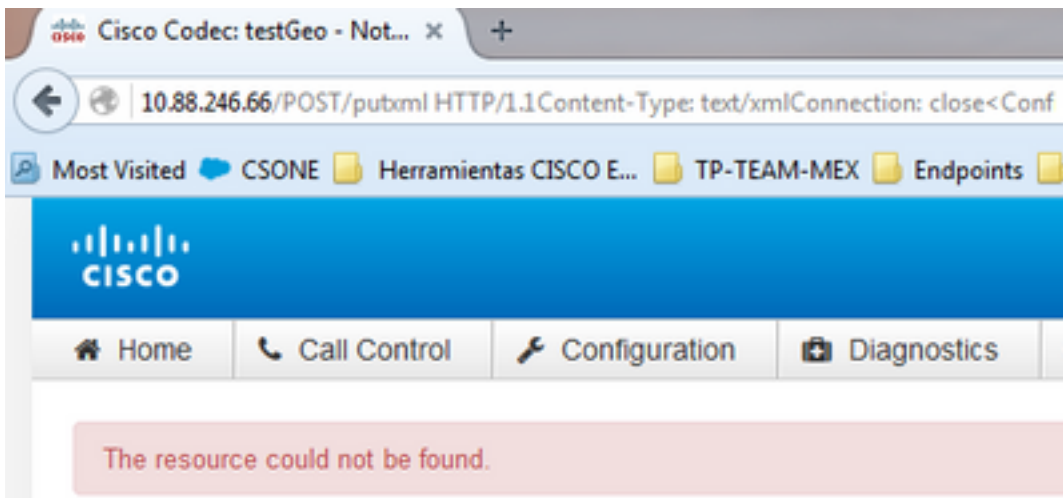 Cisco Codec: testGeo - Not... × +
10.88.246.66/POST/putxml HTTP/1.1Content-Type: text/xmlConnection: close<Conf
Most Visited CSONE Herramientas CISCO E... TP-TEAM-MEX Endpoints
CISCO
Home Call Control Configuration Diagnostics
The resource could not be found.